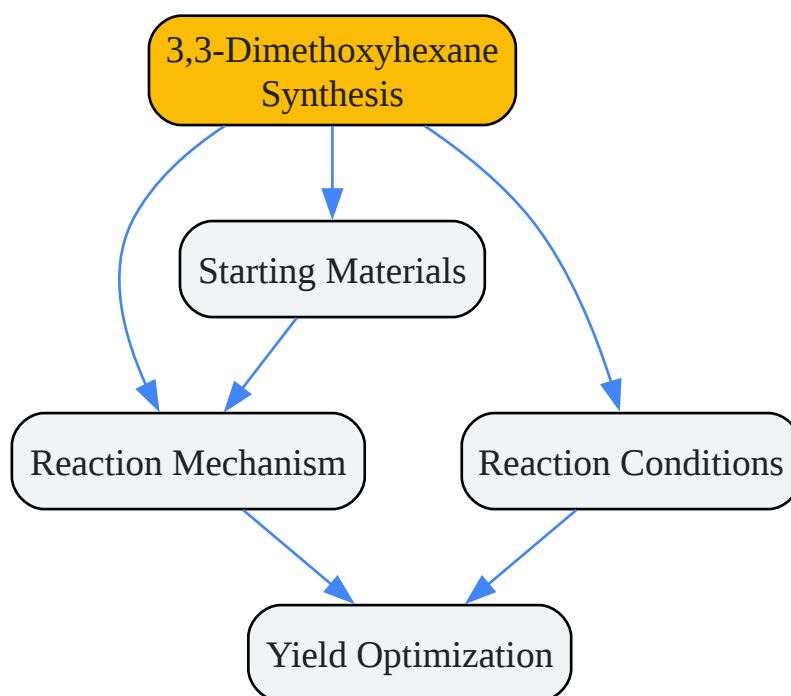 3,3-Dimethoxyhexane
Synthesis
Starting Materials
Reaction Mechanism
Reaction Conditions
Yield Optimization